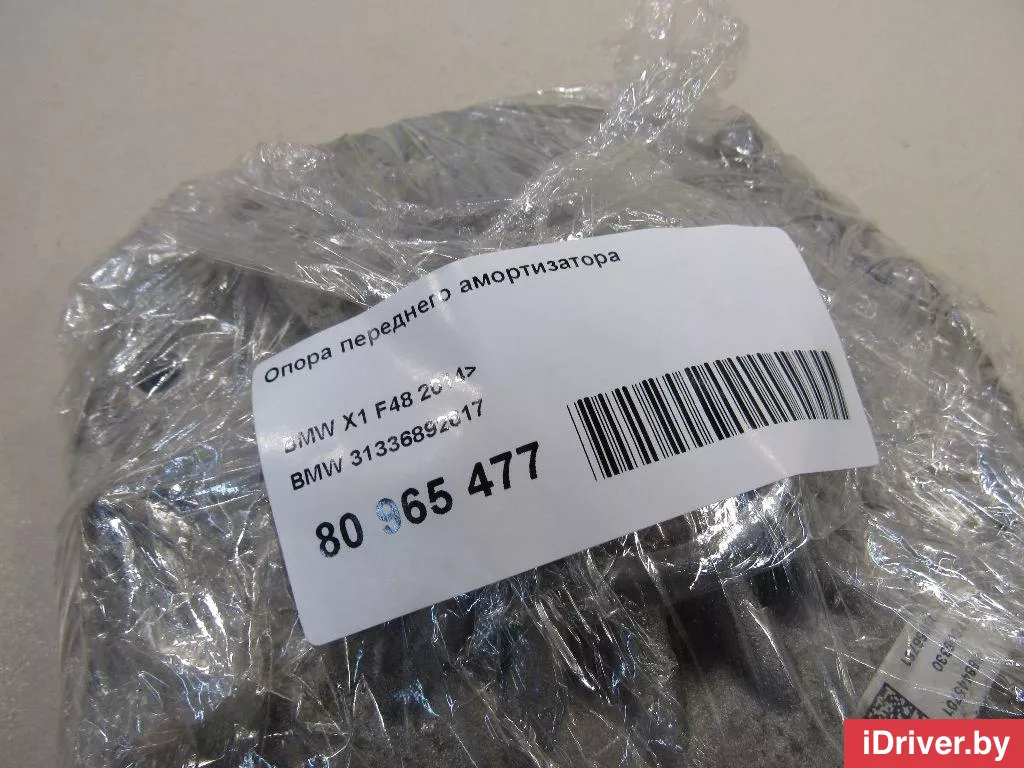 Опора переднего амортизатора
BMW X1 F48 2014>
BMW 31336892017
80 965 477
iDriver.by